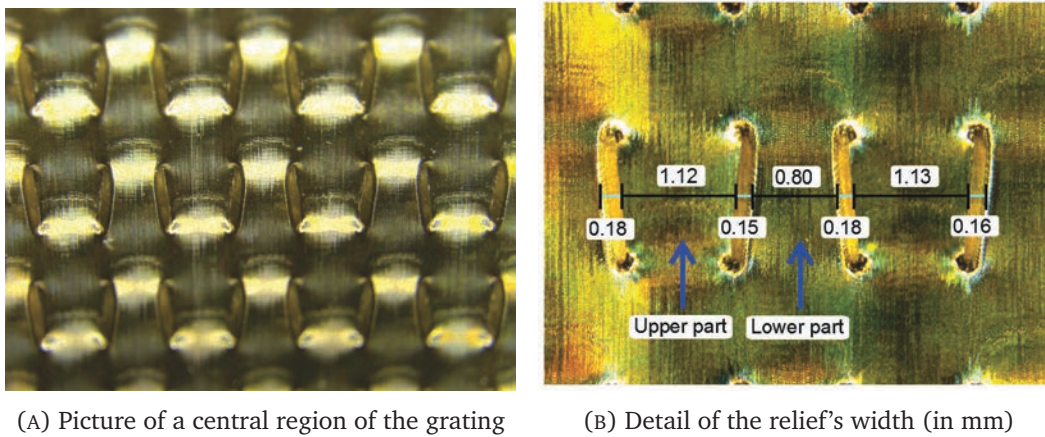 1.12
0.80
1.13
0.18
0.15
0.18
0.16
Upper part
Lower part
(A) Picture of a central region of the grating
(B) Detail of the relief's width (in mm)